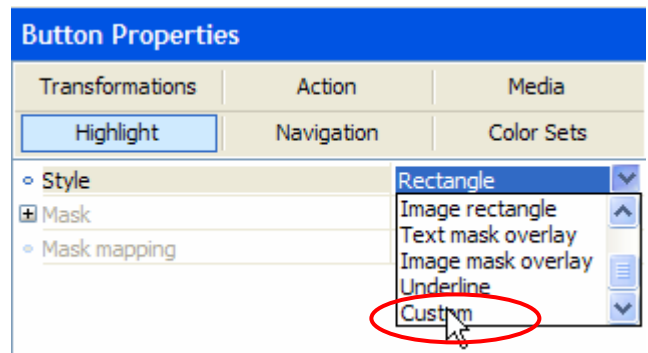 Button Properties
Transformations Action Media
Highlight Navigation Color Sets
Style Rectangle
Mask Image rectangle
Text mask overlay
Mask mapping Image mask overlay
Underline
Custom